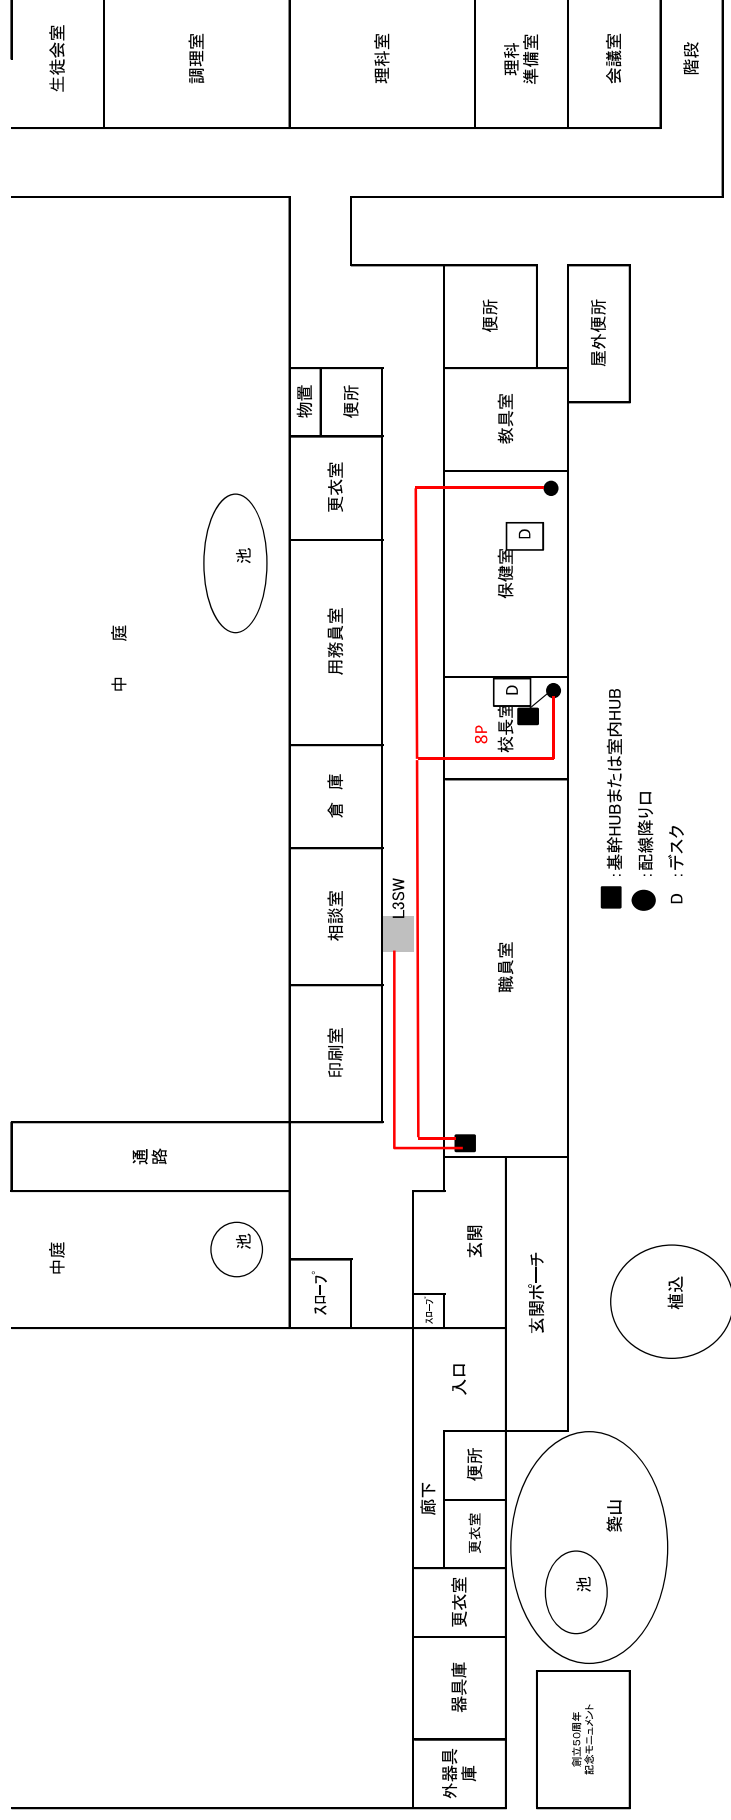 生徒会室
調理室
理科室
理科
準備室
会議室
階段
便所
屋外便所
物置
便所
教具室
更衣室
池
D
保健室
中　庭
用務員室
D
8P
校長室
倉 庫
：基幹HUBまたは室内HUB
：配線降り口
D ：デスク
相談室
L3SW
職員室
印刷室
通
路
中庭
池
スロープ
スロープ
玄関
玄関ポーチ
植込
入口
廊下
便所
更衣室
築山
池
更衣室
器具庫
外器具
庫
創立50周年
記念モニュメント